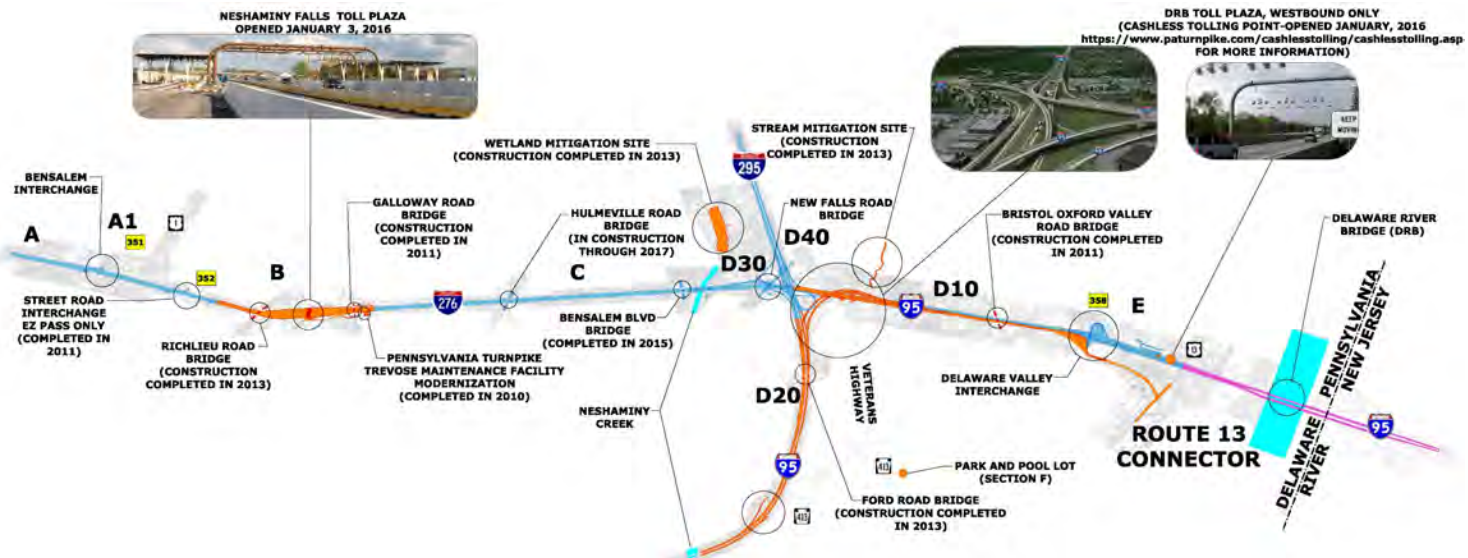 NESHAMINY FALLS TOLL PLAZA
OPENED JANUARY 3, 2016
DRB TOLL PLAZA, WESTBOUND ONLY
(CASHLESS TOLLING POINT-OPENED JANUARY, 2016
https://www.paturnpike.com/cashlesstolling/cashlesstolling.asp
FOR MORE INFORMATION)
KEEP
MOVIN
WETLAND MITIGATION SITE
(CONSTRUCTION COMPLETED IN 2013)
STREAM MITIGATION SITE
(CONSTRUCTION
COMPLETED IN 2013)
295
BENSALEM
INTERCHANGE
A
A1
351
1
352
B
GALLOWAY ROAD
BRIDGE
(CONSTRUCTION
COMPLETED IN
2011)
HULMEVILLE ROAD
BRIDGE
(IN CONSTRUCTION
THROUGH 2017)
C
NEW FALLS ROAD
BRIDGE
D40
D30
BRISTOL OXFORD VALLEY
ROAD BRIDGE
(CONSTRUCTION COMPLETED
IN 2011)
DELAWARE RIVER
BRIDGE (DRB)
D10
95
358
E
276
STREET ROAD
INTERCHANGE
EZ PASS ONLY
(COMPLETED IN
2011)
RICHLIEU ROAD
BRIDGE
(CONSTRUCTION
COMPLETED IN 2013)
PENNSYLVANIA TURNPIKE
TREVOSE MAINTENANCE FACILITY
MODERNIZATION
(COMPLETED IN 2010)
BENSALEM BLVD
BRIDGE
(COMPLETED IN 2015)
NESHAMINY
CREEK
D20
VETERANS
HIGHWAY
DELAWARE VALLEY
INTERCHANGE
13
ROUTE 13
CONNECTOR
PENNSYLVANIA
NEW JERSEY
DELAWARE
RIVER
95
95
413
PARK AND POOL LOT
(SECTION F)
413
FORD ROAD BRIDGE
(CONSTRUCTION COMPLETED
IN 2013)